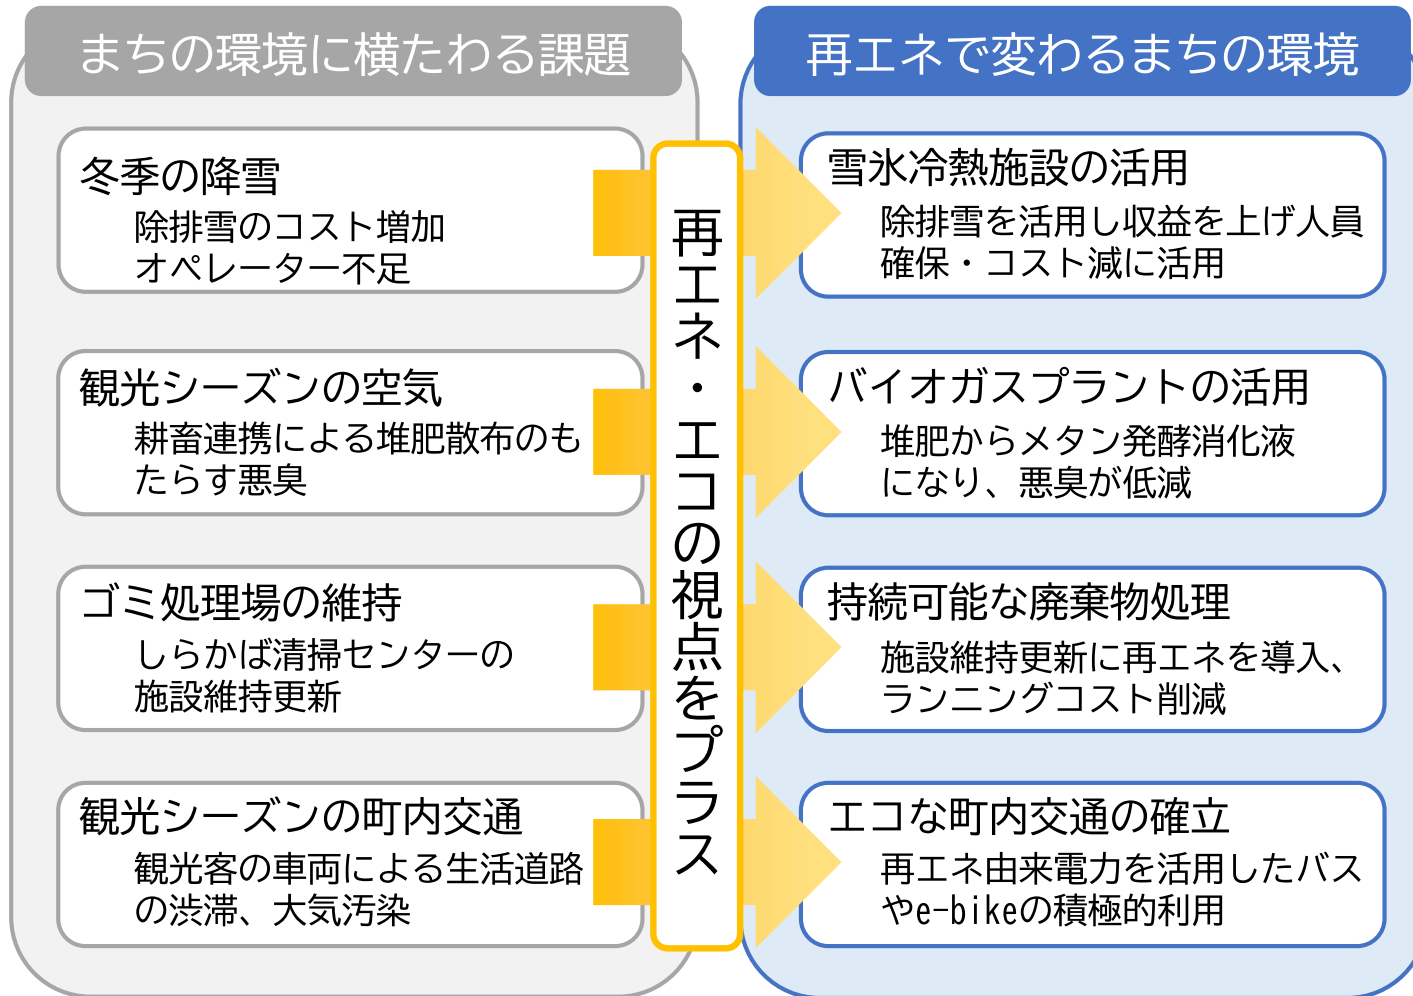 まちの環境に横たわる課題
冬季の降雪
除排雪のコスト増加
オペレーター不足
観光シーズンの空気
耕畜連携による堆肥散布のも
たらす悪臭
ゴミ処理場の維持
しらかば清掃センターの
施設維持更新
観光シーズンの町内交通
観光客の車両による生活道路
の渋滞、大気汚染
再エネ・エコの視点をプラス
再エネで変わるまちの環境
雪氷冷熱施設の活用
除排雪を活用し収益を上げ人員
確保・コスト減に活用
バイオガスプラントの活用
堆肥からメタン発酵消化液
になり、悪臭が低減
持続可能な廃棄物処理
施設維持更新に再エネを導入、
ランニングコスト削減
エコな町内交通の確立
再エネ由来電力を活用したバス
やe-bikeの積極的利用